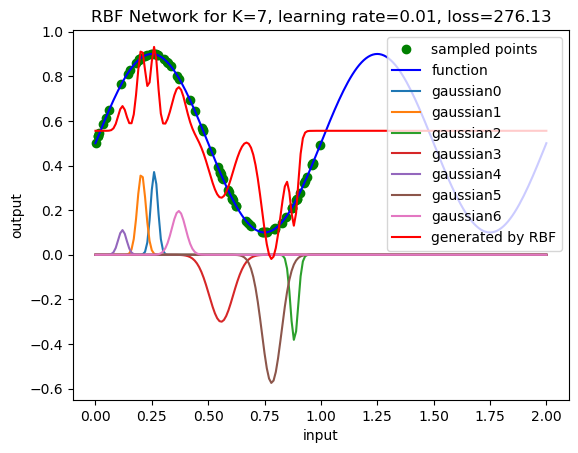 RBF Network for K=7, learning rate=0.01, loss=276.13
1.0
0.8
0.6
0.4
0.2
0.0
−0.2
−0.4
−0.6
output
sampled points
function
gaussian0
gaussian1
gaussian2
gaussian3
gaussian4
gaussian5
gaussian6
generated by RBF
0.00 0.25 0.50 0.75 1.00 1.25 1.50 1.75 2.00
input